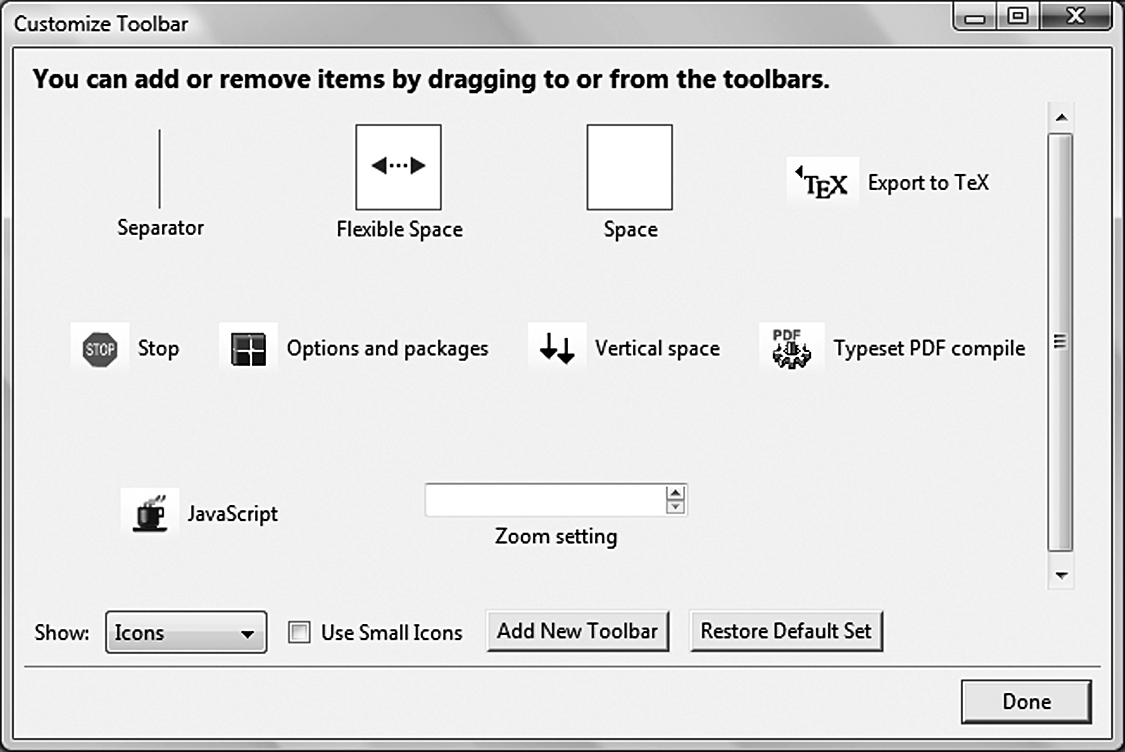 Customize Toolbar
You can add or remove items by dragging to or from the toolbars.
TEX Export to TeX
Separator
Flexible Space
Space
STOP Stop
Options and packages
Vertical space
PDF Typeset PDF compile
JavaScript
Zoom setting
Show: Icons
Use Small Icons
Add New Toolbar
Restore Default Set
Done